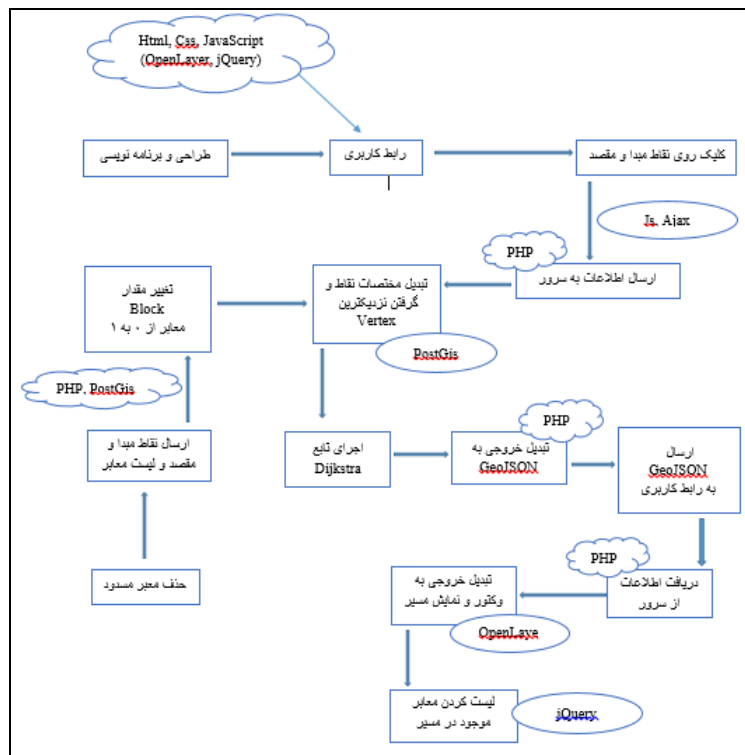 Html, Css, JavaScript
(OpenLayer, jQuery)
طراحی و برنامه نویسی
رابط کاربری
کلیک روی نقاط مبدا و مقصد
Js, Ajax
PHP
ارسال اطلاعات به سرور
تبدیل مختصات نقاط و
گرفتن نزدیکترین
Vertex
PostGis
تغییر مقدار
Block
معابر از ۰ به ۱
PHP, PostGis
ارسال نقاط مبدا و
مقصد و لیست معابر
حذف معبر مسدود
اجرای تابع
Dijkstra
PHP
تبدیل خروجی به
GeoJSON
ارسال
GeoJSON
به رابط کاربری
PHP
دریافت اطلاعات
از سرور
تبدیل خروجی به
وکتور و نمایش مسیر
OpenLaye
لیست کردن معابر
موجود در مسیر
jQuery